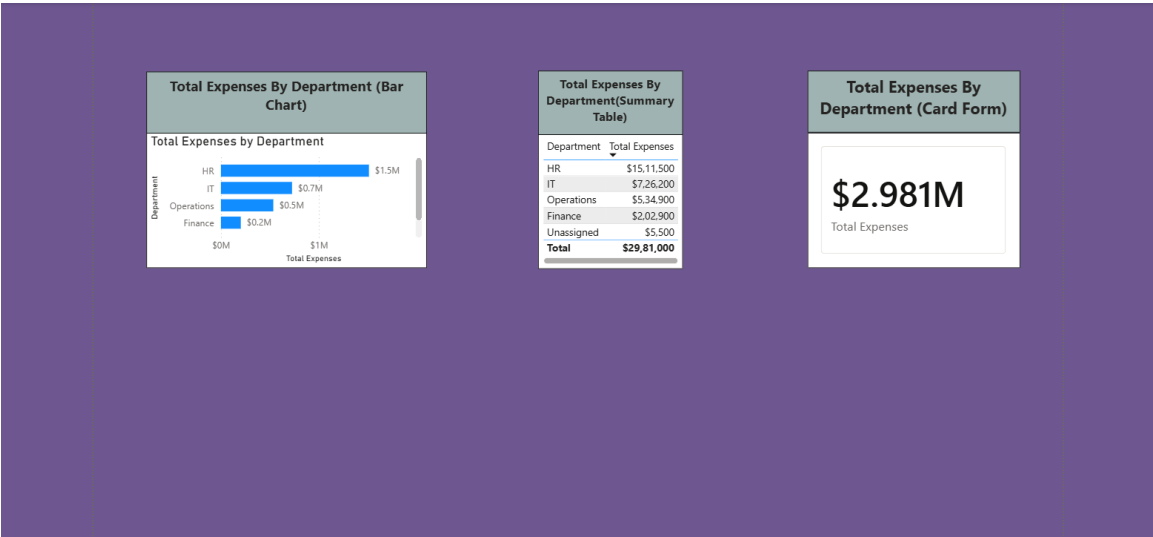 Total Expenses By Department (Bar
Chart)
Total Expenses by Department
Department
HR
$1.5M
IT
$0.7M
Operations
$0.5M
Finance
$0.2M
$0M
$1M
Total Expenses
Total Expenses By
Department(Summary
Table)
Department Total Expenses
HR $15,11,500
IT $7,26,200
Operations $5,34,900
Finance $2,02,900
Unassigned $5,500
Total $29,81,000
Total Expenses By
Department (Card Form)
$2.981M
Total Expenses